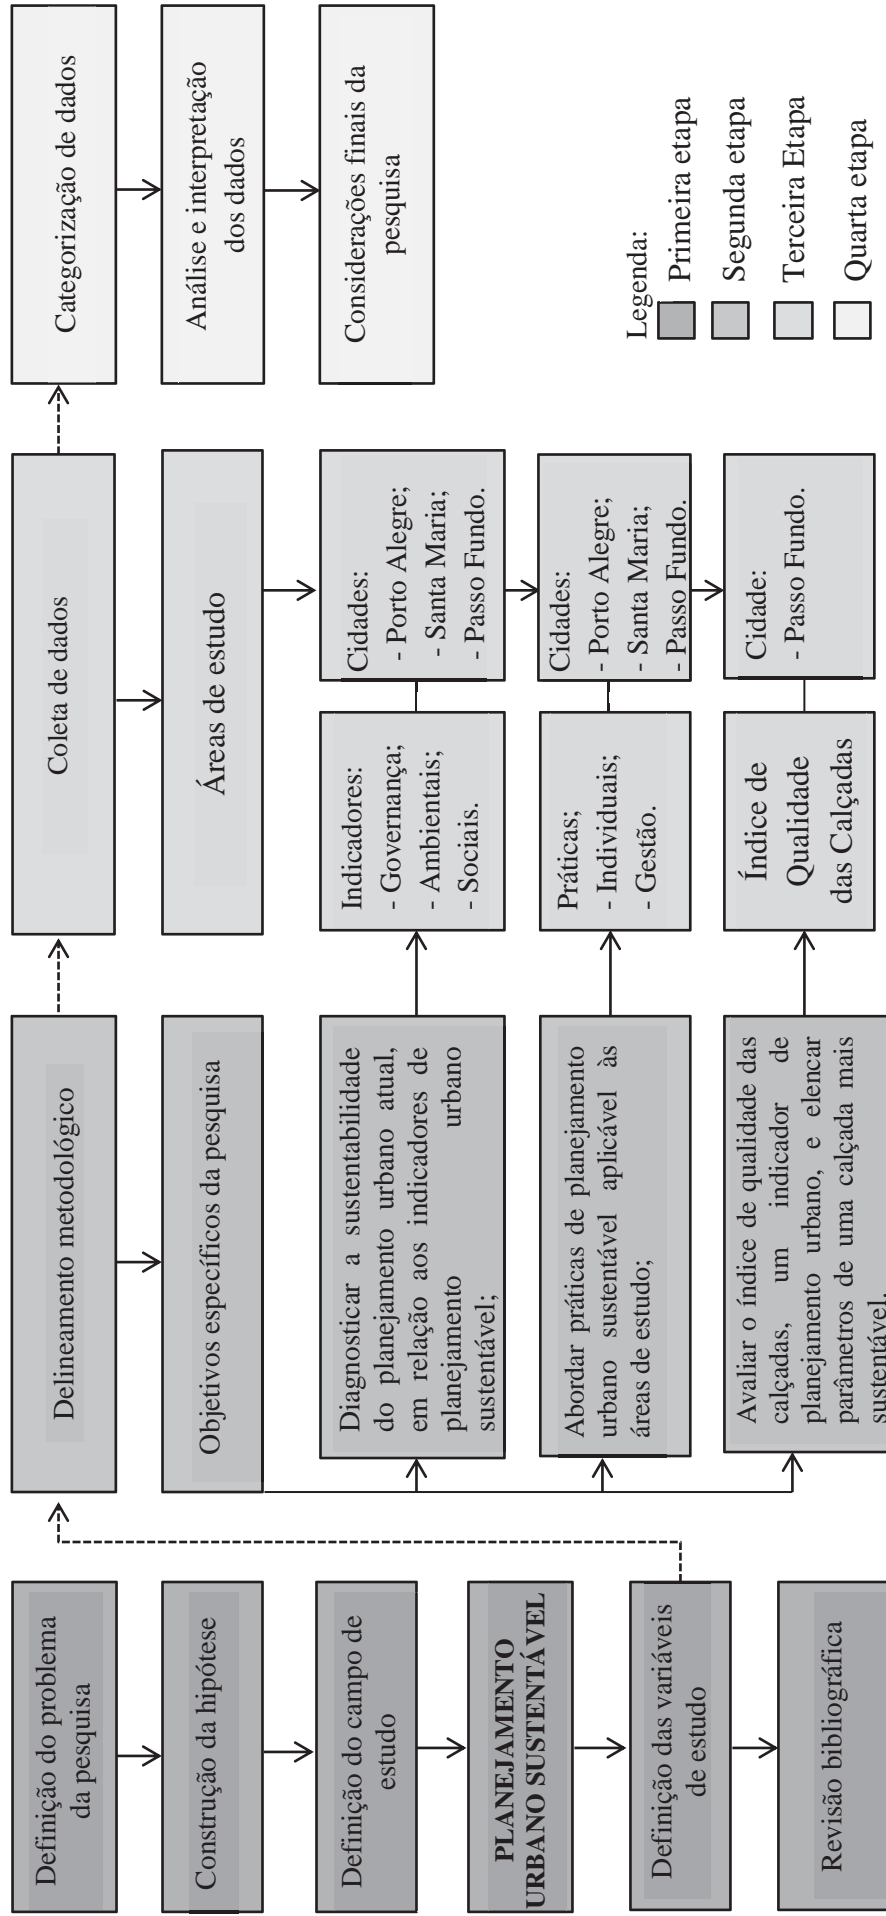 Definição do problema
da pesquisa
Construção da hipótese
Definição do campo de
estudo
PLANEJAMENTO
URBANO SUSTENTÁVEL
Definição das variáveis
de estudo
Revisão bibliográfica
Delineamento metodológico
Objetivos específicos da pesquisa
Diagnosticar a sustentabilidade
do planejamento urbano atual,
em relação aos indicadores de
planejamento urbano
sustentável;
Abordar práticas de planejamento
urbano sustentável aplicável às
áreas de estudo;
Avaliar o índice de qualidade das
calçadas, um indicador de
planejamento urbano, e elencar
parâmetros de uma calçada mais
sustentável.
Coleta de dados
Áreas de estudo
Indicadores:
- Governança;
- Ambientais;
- Sociais.
Cidades:
- Porto Alegre;
- Santa Maria;
- Passo Fundo.
Práticas;
- Individuais;
- Gestão.
Cidades:
- Porto Alegre;
- Santa Maria;
- Passo Fundo.
Índice de
Qualidade
das Calçadas
Cidade:
- Passo Fundo.
Categorização de dados
Análise e interpretação
dos dados
Considerações finais da
pesquisa
Legenda:
Primeira etapa
Segunda etapa
Terceira Etapa
Quarta etapa